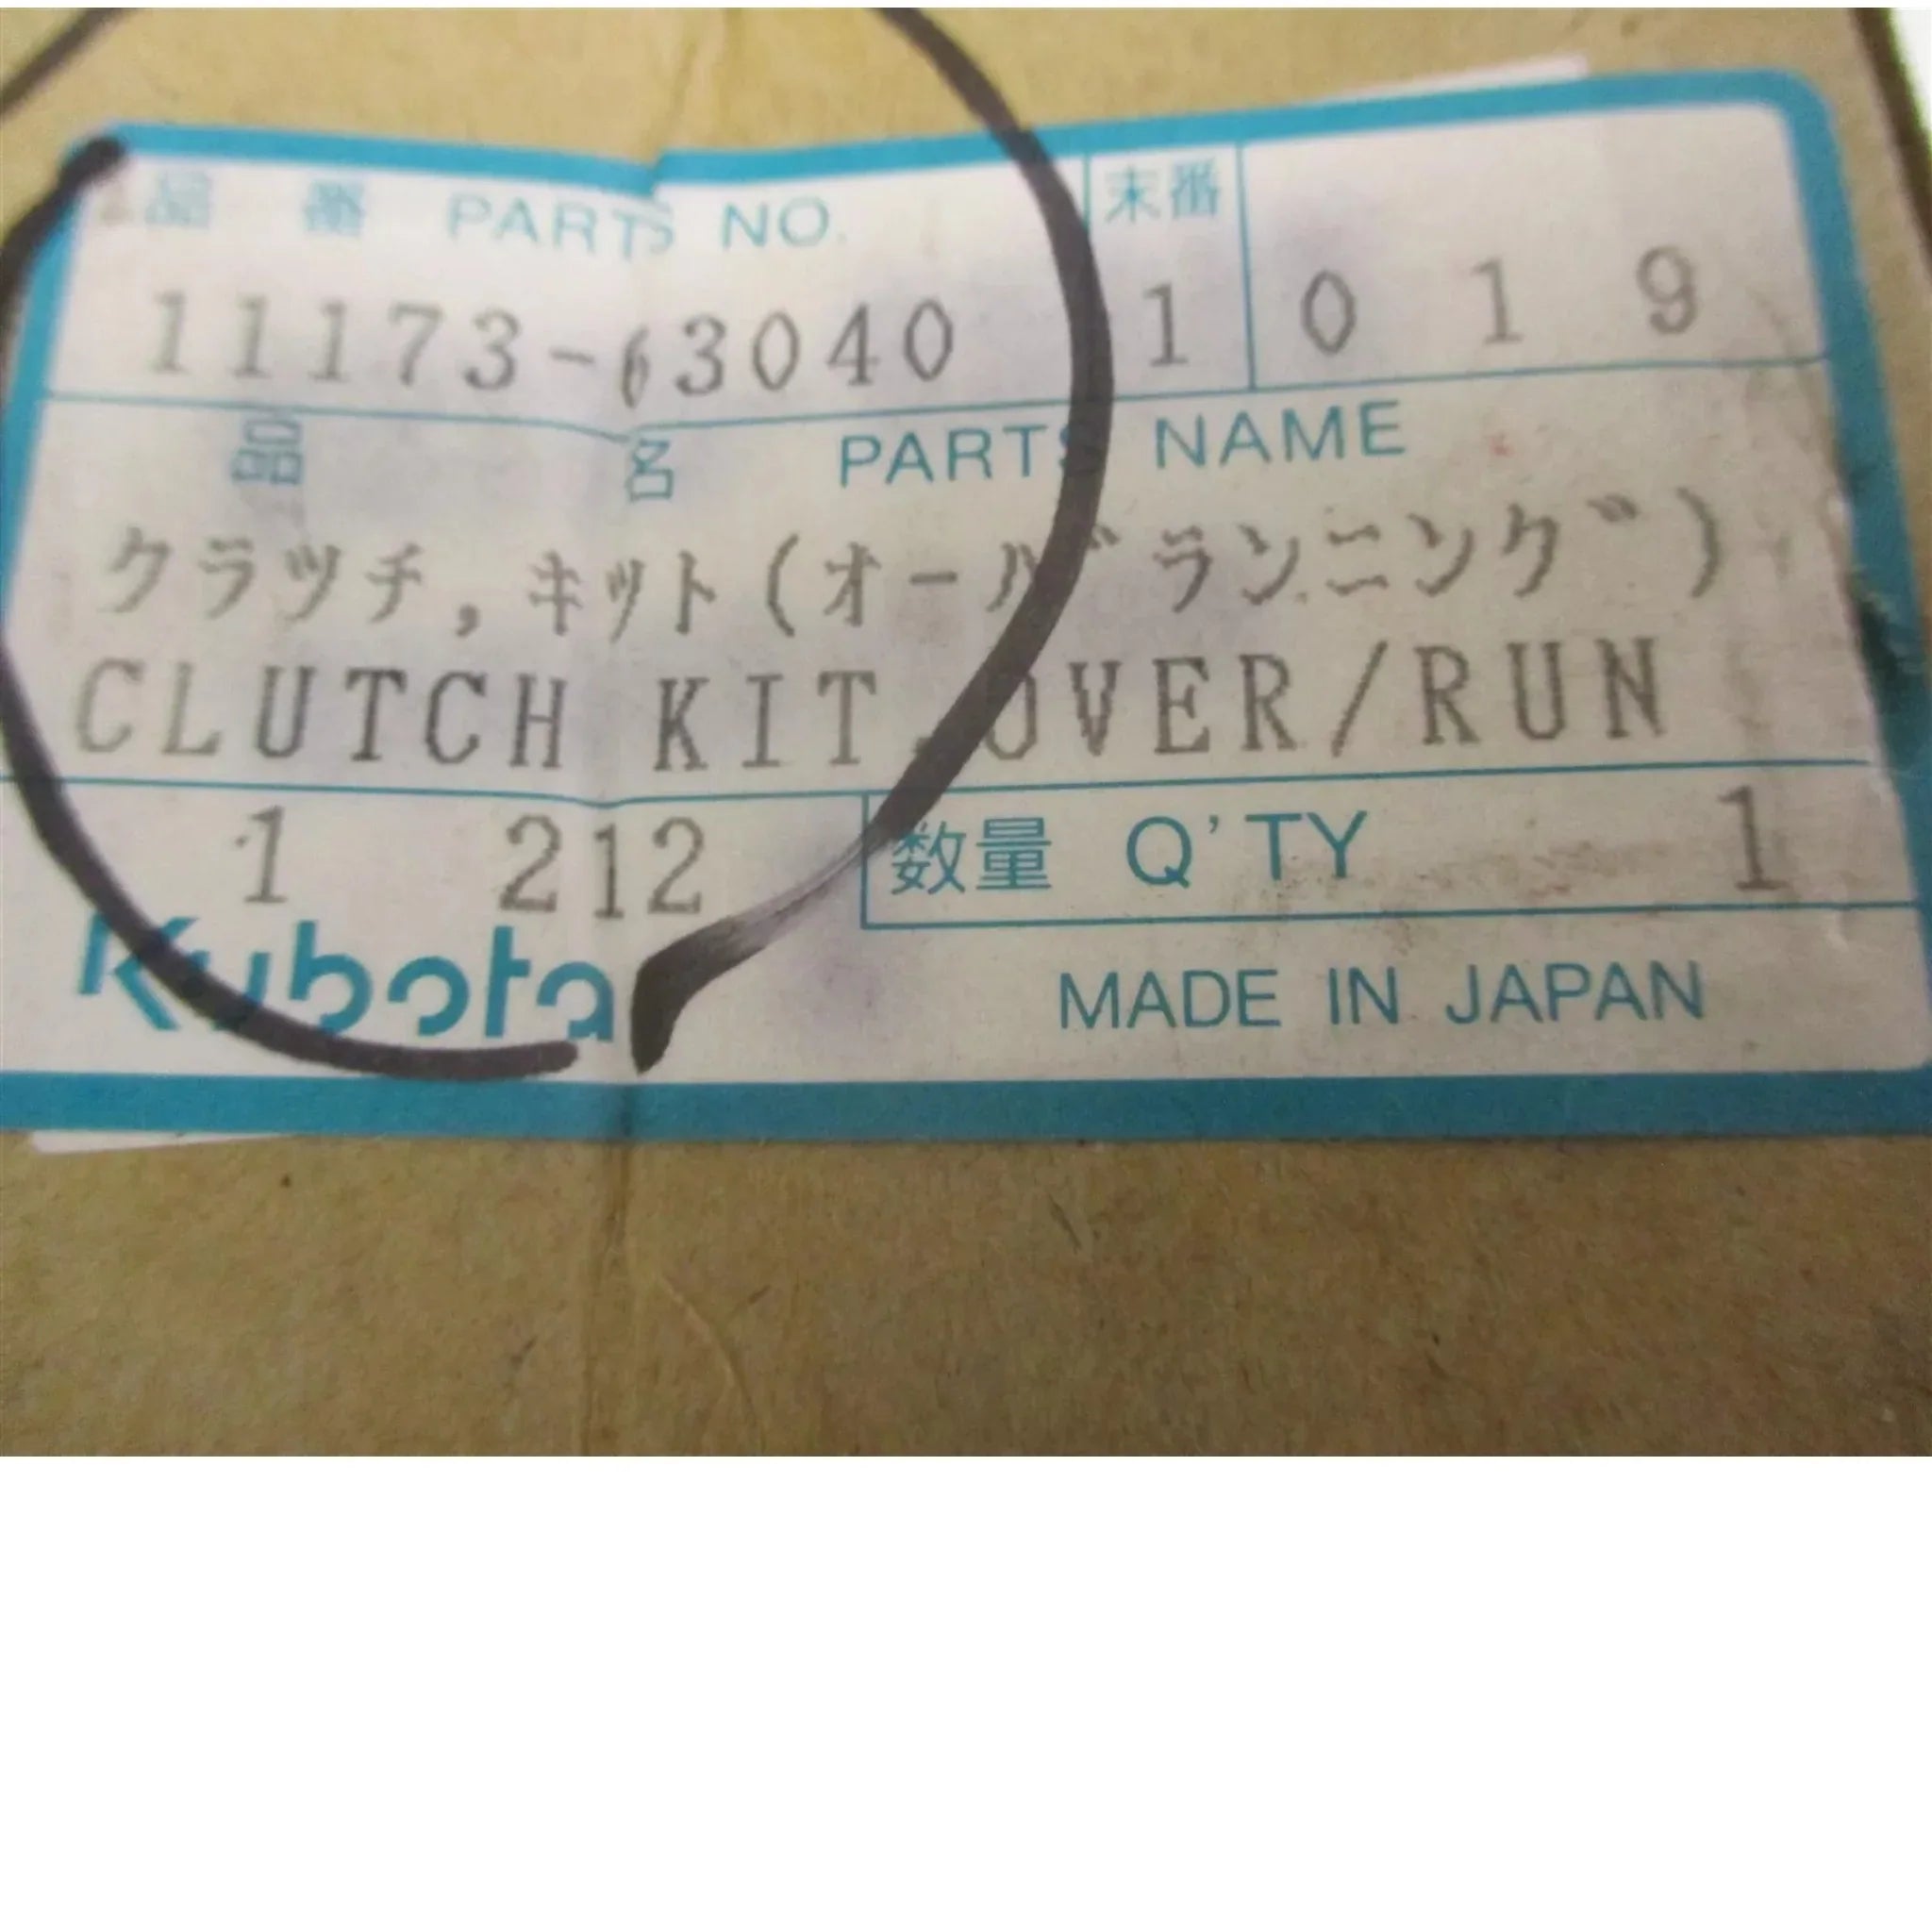 品 番 PARTS NO. 末番
11173-63040 1 0 1 9
品 名 PARTS NAME
クラツチ,キット(オーバランニング)
CLUTCH KIT,OVER/RUN
1 212 数量 Q'TY 1
Kubota MADE IN JAPAN